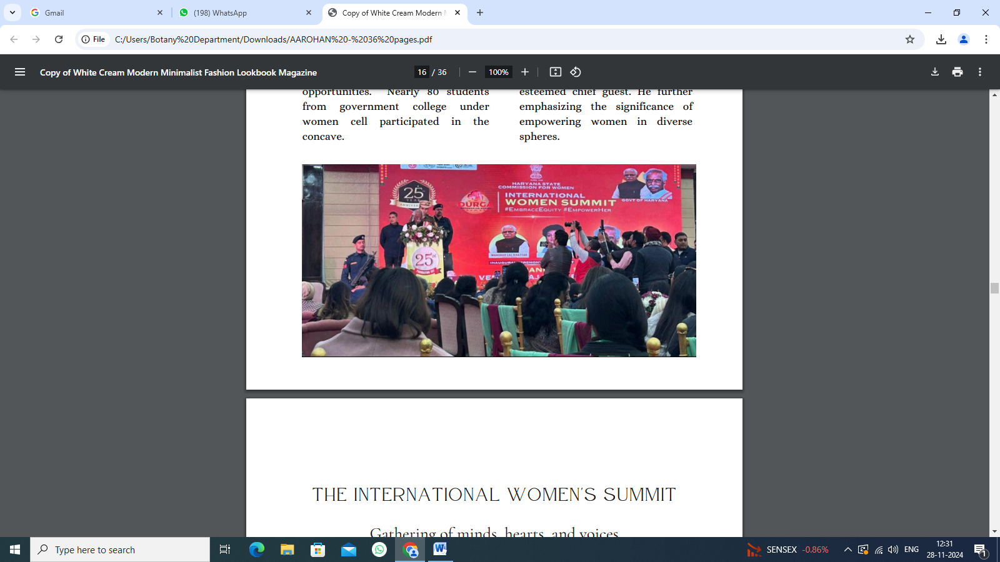 Gmail
(198) WhatsApp
Copy of White Cream Modern
File
C:/Users/Botany%20Department/Downloads/AAROHAN%20-%2036%20pages.pdf
Copy of White Cream Modern Minimalist Fashion Lookbook Magazine
16 / 36
100%
opportunities. Nearly 80 students
from government college under
women cell participated in the
concave.
esteemed chief guest. He further
emphasizing the significance of
empowering women in diverse
spheres.
25
YEAR
ANNIVER
DURGA
HARYANA STATE
COMMISSION FOR WOMEN
INTERNATIONAL
WOMEN SUMMIT
#EMBRACEEQUITY #EMPOWERHER
GOVT OF HARYANA
MANOHAR LAL KHATTAR
25
THE INTERNATIONAL WOMEN'S SUMMIT
Gathering of minds, hearts, and voices
Type here to search
SENSEX -0.86%
ENG
12:31
28-11-2024
1